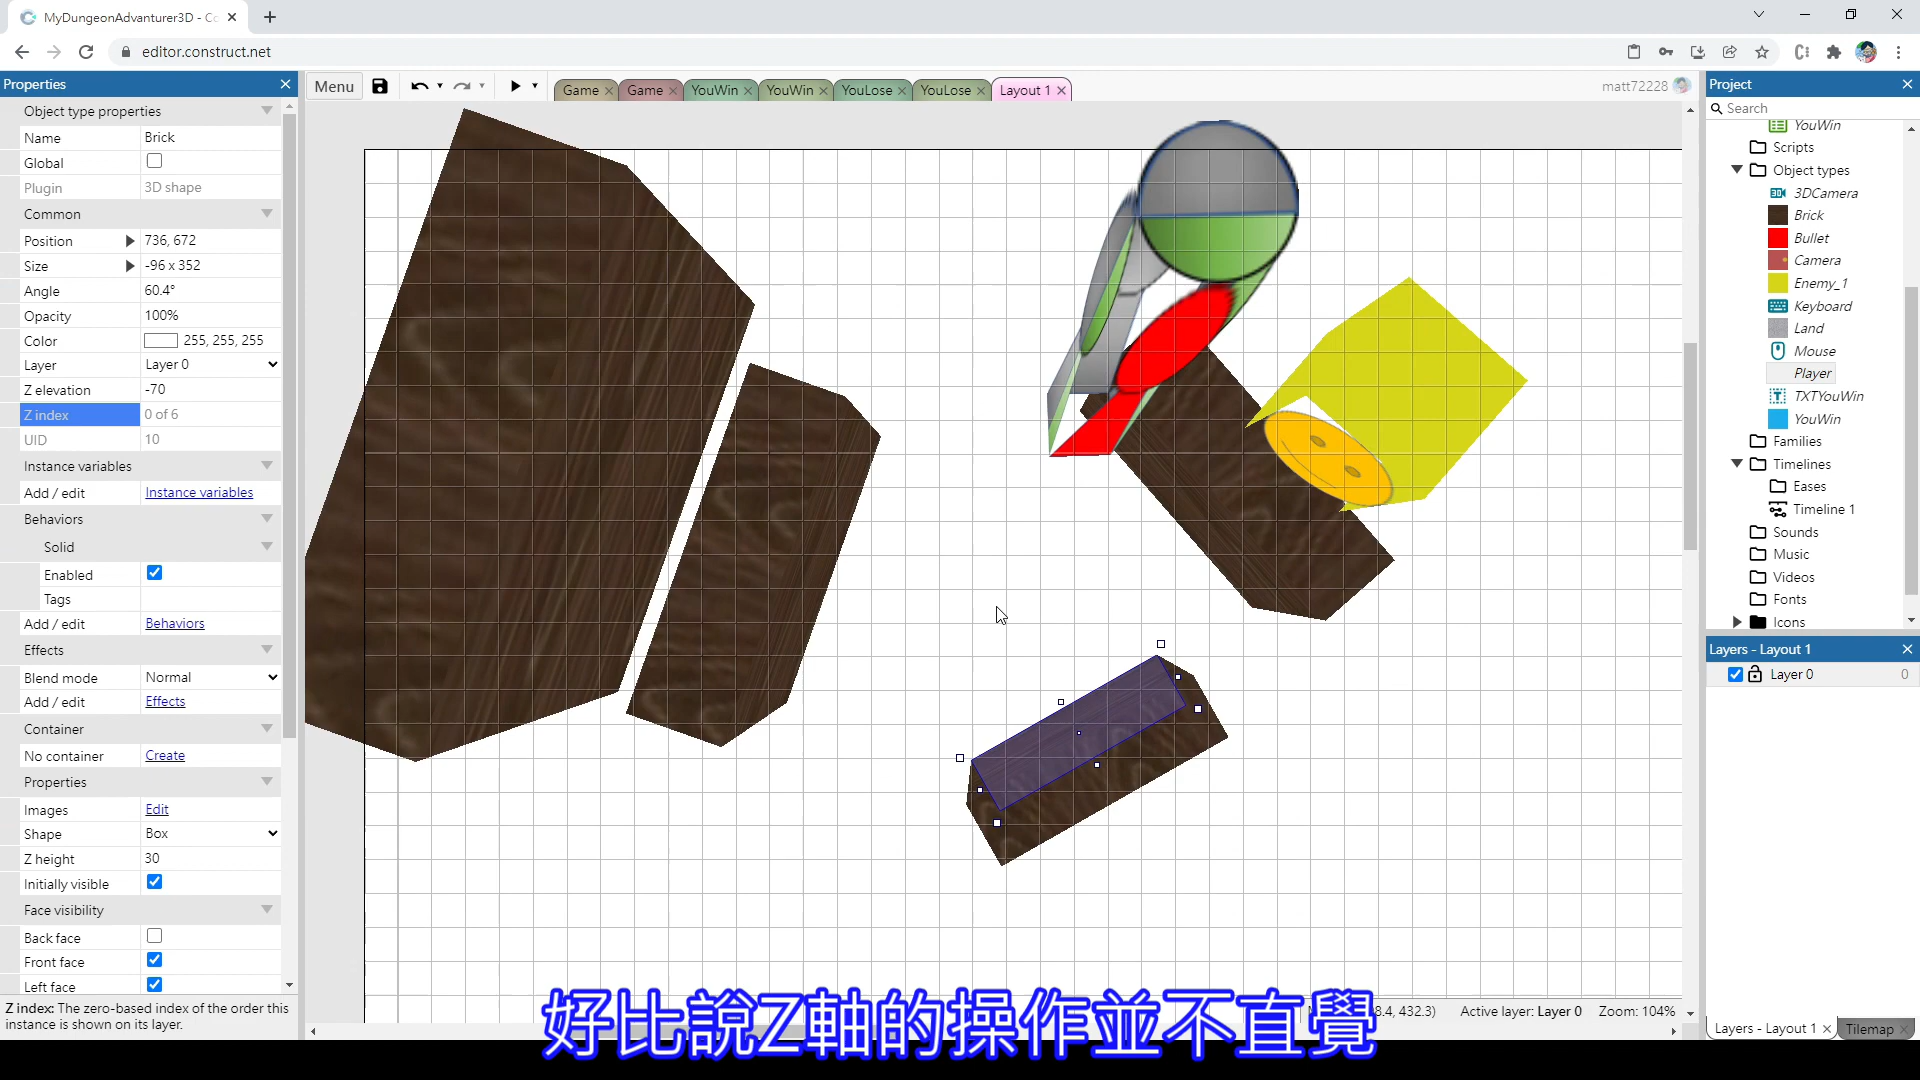 MyDungeonAdvanturer3D - Co
editor.construct.net
Properties
Object type properties
Name Brick
Global
Plugin 3D shape
Common
Position 736, 672
Size -96 x 352
Angle 60.4°
Opacity 100%
Color 255, 255, 255
Layer Layer 0
Z elevation -70
Z index 0 of 6
UID 10
Instance variables
Add / edit Instance variables
Behaviors
Solid
Enabled
Tags
Add / edit Behaviors
Effects
Blend mode Normal
Add / edit Effects
Container
No container Create
Properties
Images Edit
Shape Box
Z height 30
Initially visible
Face visibility
Back face
Front face
Left face
Z index: The zero-based index of the order this
instance is shown on its layer.
Menu
Game Game YouWin YouWin YouLose YouLose Layout 1
matt72228
好比說Z軸的操作並不直覺
8.4, 432.3) Active layer: Layer 0 Zoom: 104%
Project
Search
YouWin
Scripts
Object types
3DCamera
Brick
Bullet
Camera
Enemy_1
Keyboard
Land
Mouse
Player
TXTYouWin
YouWin
Families
Timelines
Eases
Timeline 1
Sounds
Music
Videos
Fonts
Icons
Layers - Layout 1
Layer 0 0
Layers - Layout 1 Tilemap